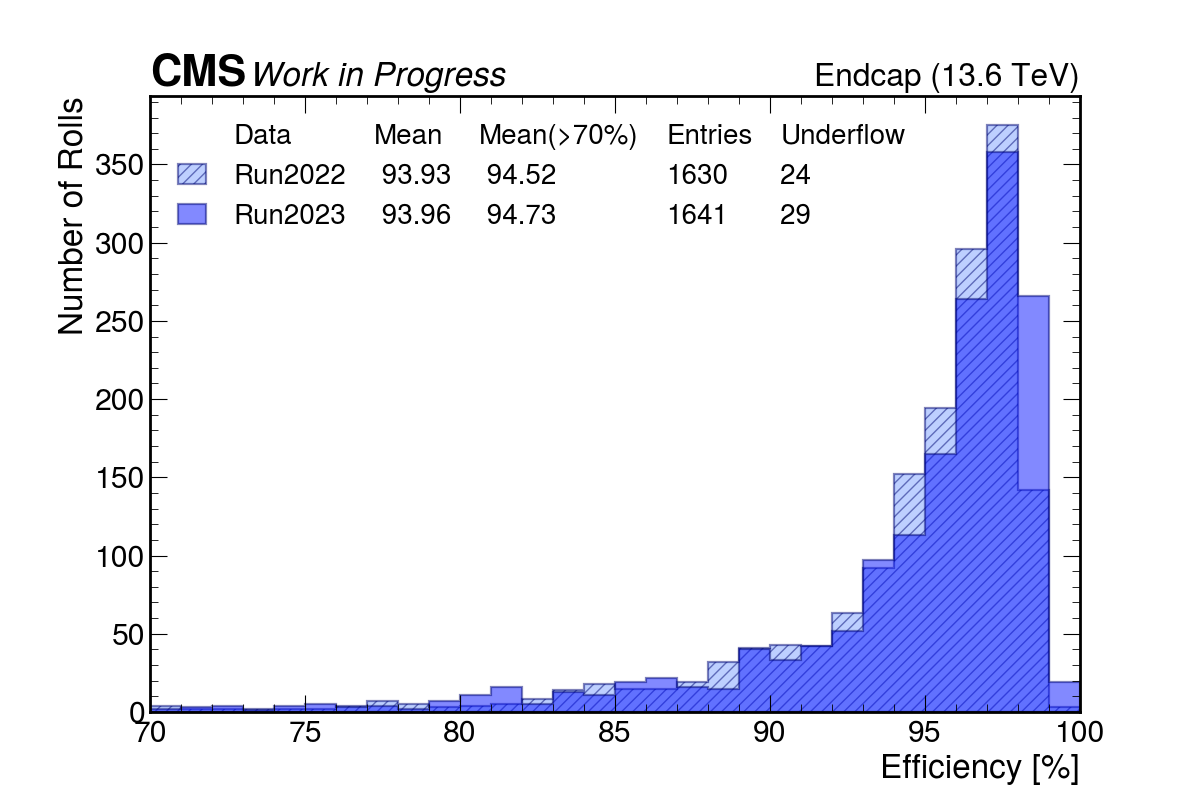 CMS Work in Progress Endcap (13.6 TeV)
Number of Rolls
Data Mean Mean(>70%) Entries Underflow
Run2022 93.93 94.52 1630 24
Run2023 93.96 94.73 1641 29
350
300
250
200
150
100
50
0
70 75 80 85 90 95 100
Efficiency [%]